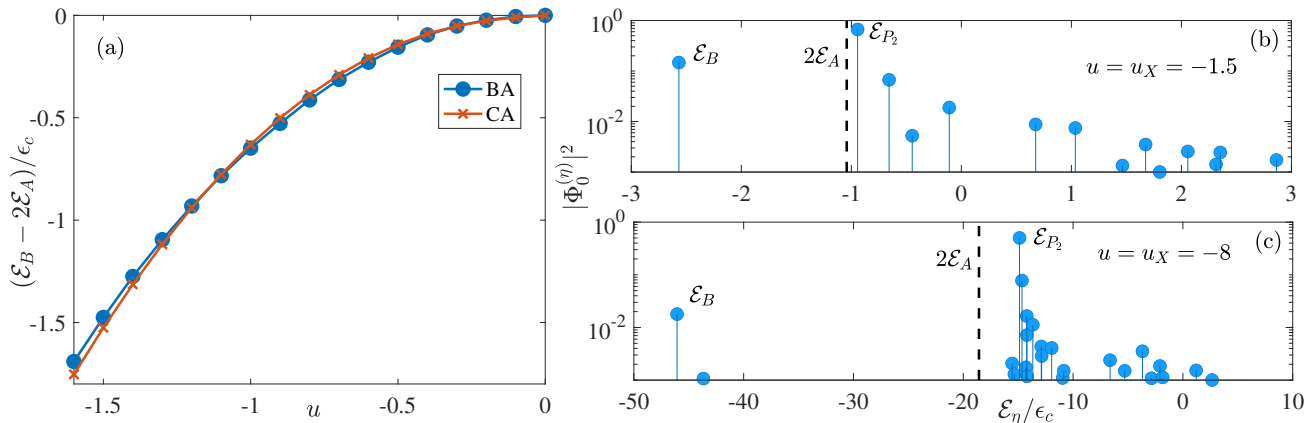 (a)
0
-0.5
-1
-1.5
(ℰ_B − 2ℰ_A)/ϵ_c
BA
CA
-1.5
-1
-0.5
0
u
(b)
10^0
10^-2
ℰ_B
2ℰ_A
ℰ_{P_2}
u = u_X = −1.5
-3
-2
-1
0
1
2
3
|Φ_0^{(η)}|^2
(c)
10^0
10^-2
ℰ_B
2ℰ_A
ℰ_{P_2}
u = u_X = −8
-50
-40
-30
-20
-10
0
10
ℰ_η/ϵ_c